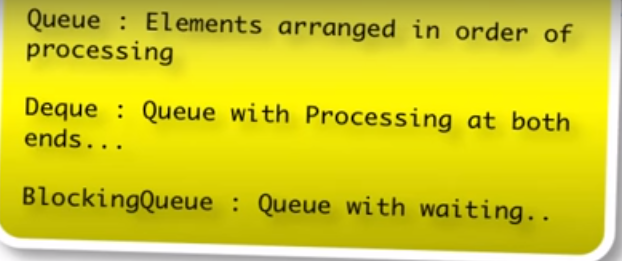 Queue : Elements arranged in order of
processing
Deque : Queue with Processing at both
ends...
BlockingQueue : Queue with waiting..